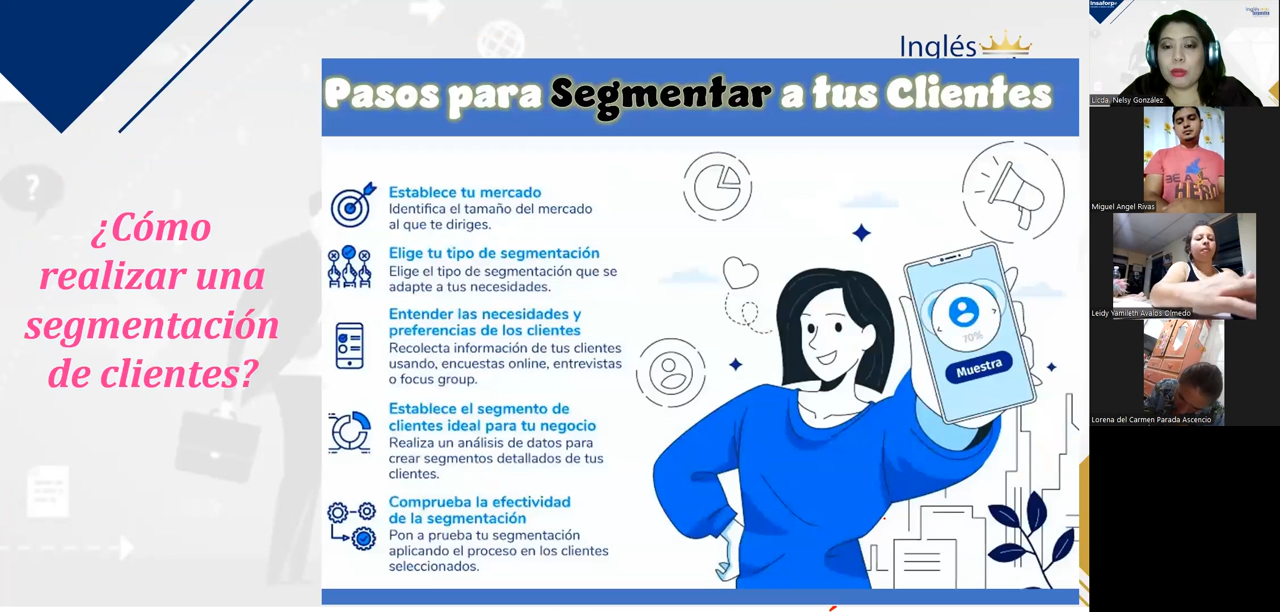 Inglés
Pasos para Segmentar a tus Clientes
¿Cómo
realizar una
segmentación
de clientes?
Establece tu mercado
Identifica el tamaño del mercado
al que te diriges.
Elige tu tipo de segmentación
Elige el tipo de segmentación que se
adapte a tus necesidades.
Entender las necesidades y
preferencias de los clientes
Recolecta información de tus clientes
usando, encuestas online, entrevistas
o focus group.
Establece el segmento de
clientes ideal para tu negocio
Realiza un análisis de datos para
crear segmentos detallados de tus
clientes.
Comprueba la efectividad
de la segmentación
Pon a prueba tu segmentación
aplicando el proceso en los clientes
seleccionados.
70%
Muestra
Insaforp
Licda. Nelsy González
BE A
HERO
Miguel Angel Rivas
Leidy Yamileth Avalos Olmedo
Lorena del Carmen Parada Ascencio